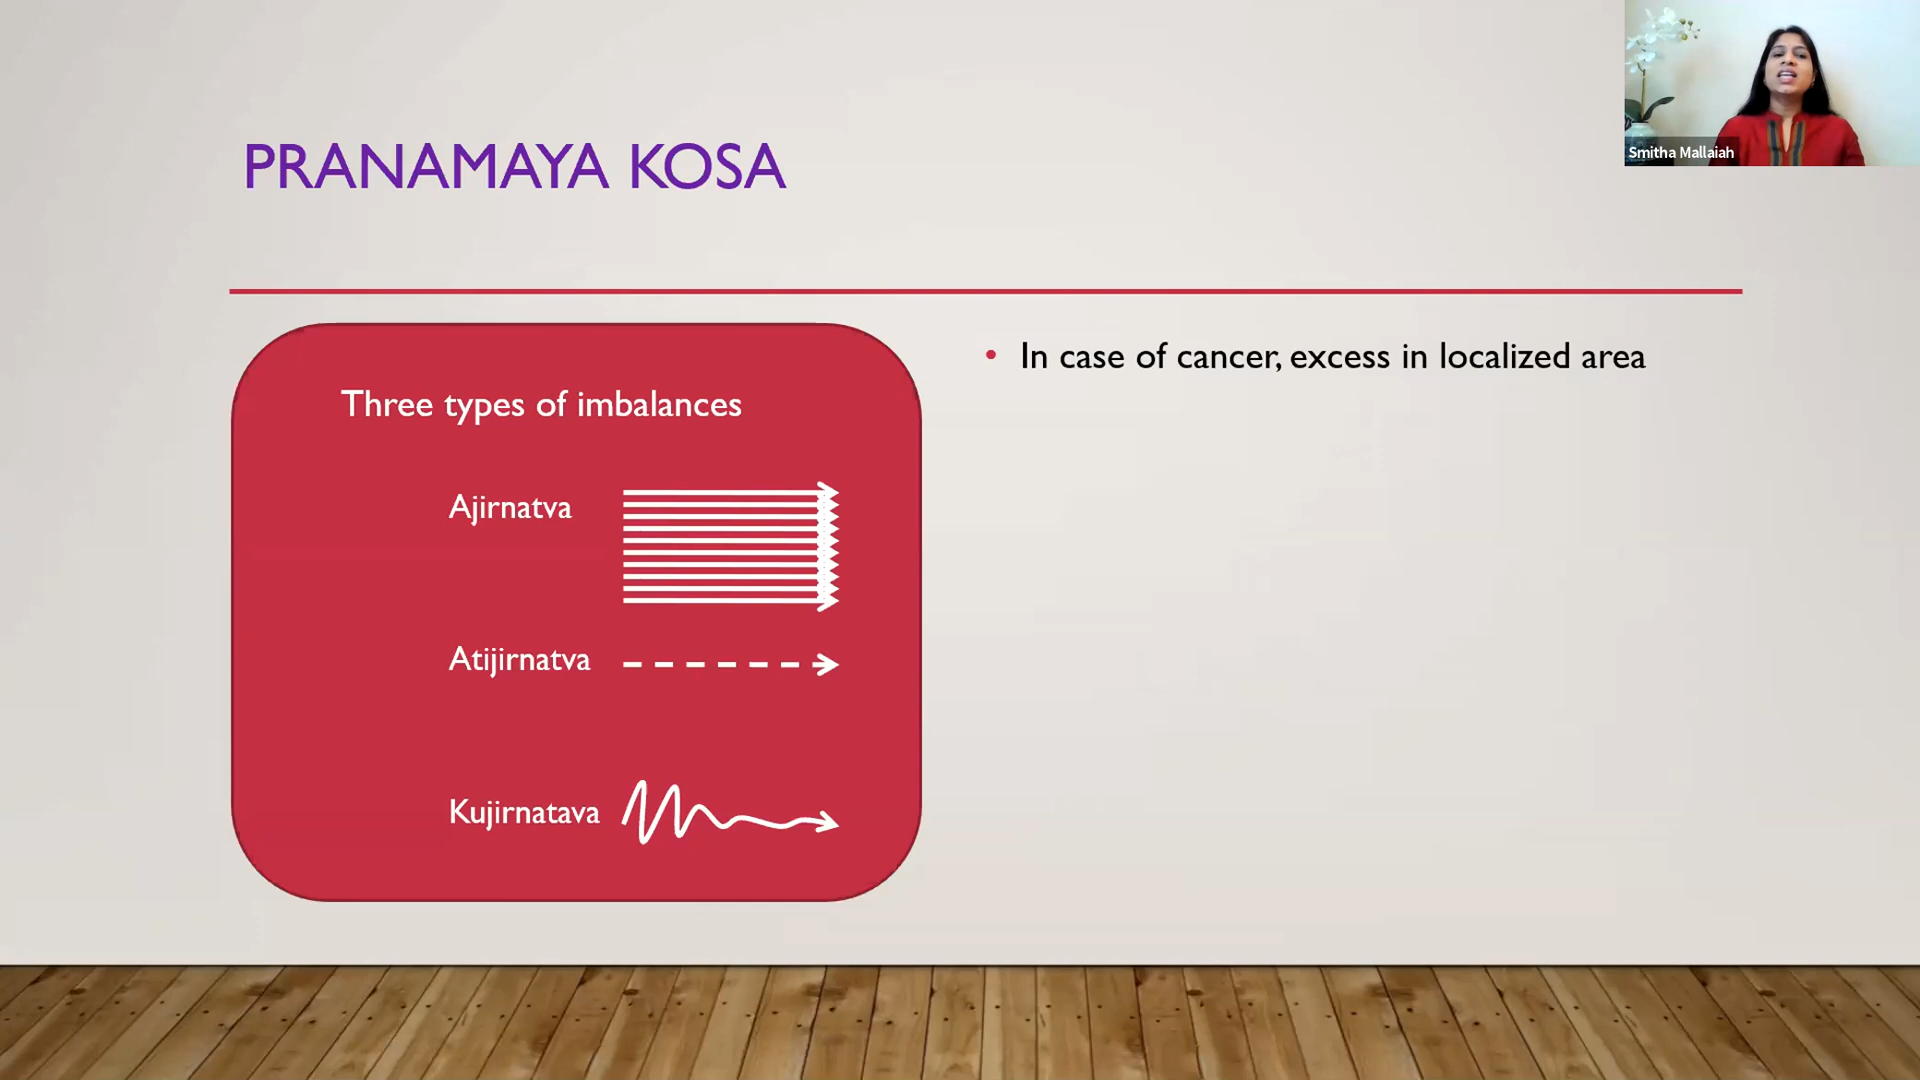 PRANAMAYA KOSA
Smitha Mallaiah
Three types of imbalances
Ajirnatva
Atijirnatva
Kujirnatava
• In case of cancer, excess in localized area